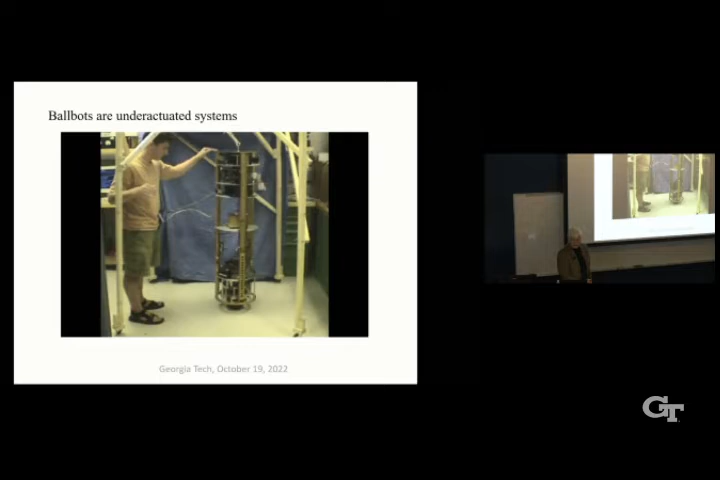 Ballbots are underactuated systems
Georgia Tech, October 19, 2022
GT